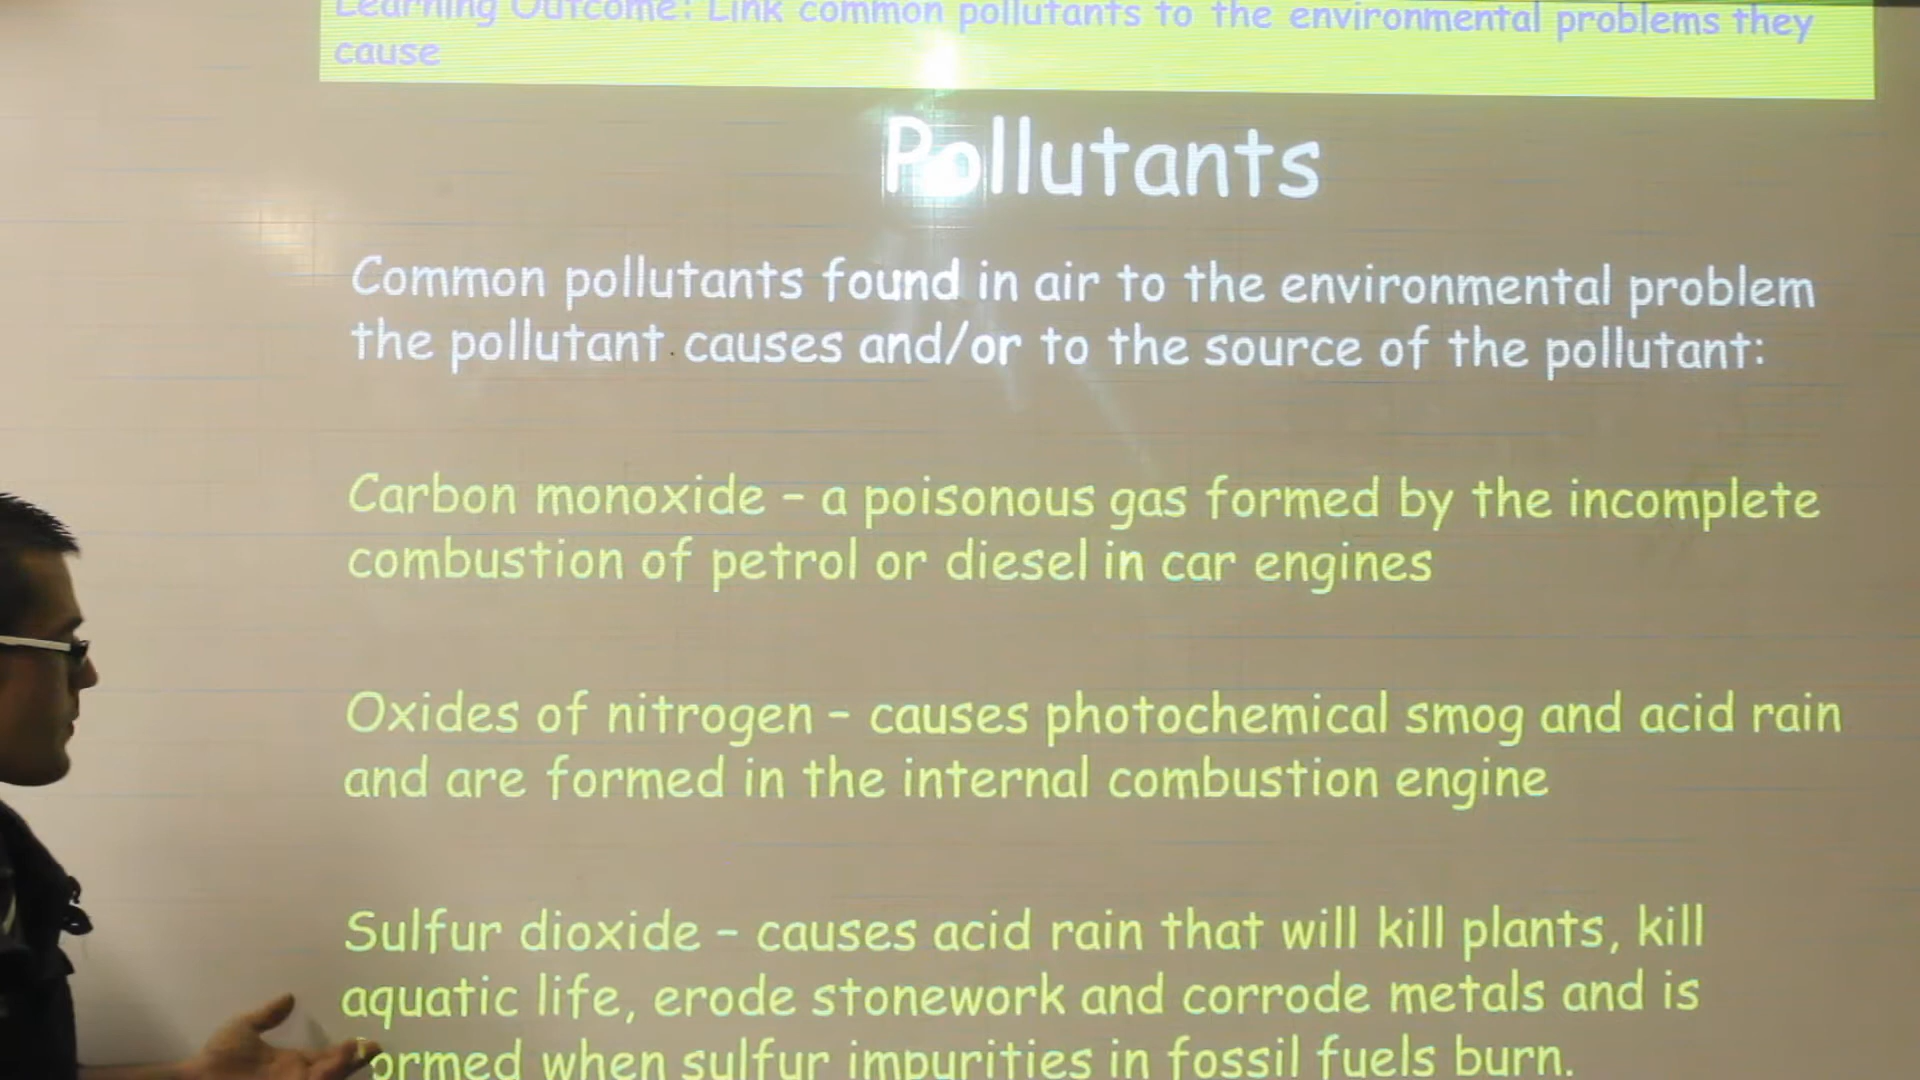 Learning Outcome: Link common pollutants to the environmental problems they
cause
Pollutants
Common pollutants found in air to the environmental problem
the pollutant causes and/or to the source of the pollutant:
Carbon monoxide – a poisonous gas formed by the incomplete
combustion of petrol or diesel in car engines
Oxides of nitrogen – causes photochemical smog and acid rain
and are formed in the internal combustion engine
Sulfur dioxide – causes acid rain that will kill plants, kill
aquatic life, erode stonework and corrode metals and is
formed when sulfur impurities in fossil fuels burn.